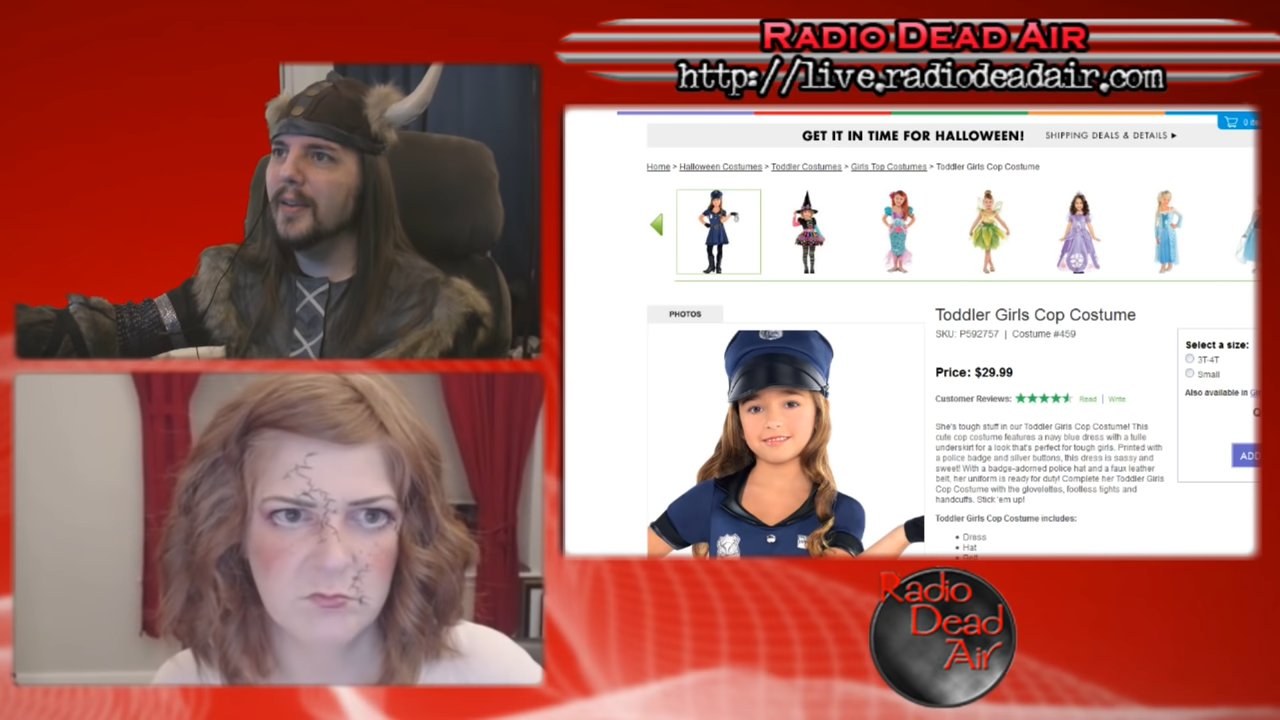 RADIO DEAD AIR
http://live.radiodeadair.com
GET IT IN TIME FOR HALLOWEEN! SHIPPING DEALS & DETAILS ▶
0
Home > Halloween Costumes > Toddler Costumes > Girls Top Costumes > Toddler Girls Cop Costume
PHOTOS
Toddler Girls Cop Costume
SKU: P592757 | Costume #459
Price: $29.99
Customer Reviews: Read | Write
She's tough stuff in our Toddler Girls Cop Costume! This
cute cop costume features a navy blue dress with a tulle
underskirt for a look that's perfect for tough girls. Printed with
a police badge and silver buttons, this dress is sassy and
sweet! With a badge-adorned police hat and a faux leather
belt, her uniform is ready for duty! Complete her Toddler Girls
Cop Costume with the glovelettes, footless tights and
handcuffs. Stick 'em up!
Toddler Girls Cop Costume includes:
• Dress
• Hat
Select a size:
3T-4T
Small
Also available in
ADD
Radio
Dead
Air